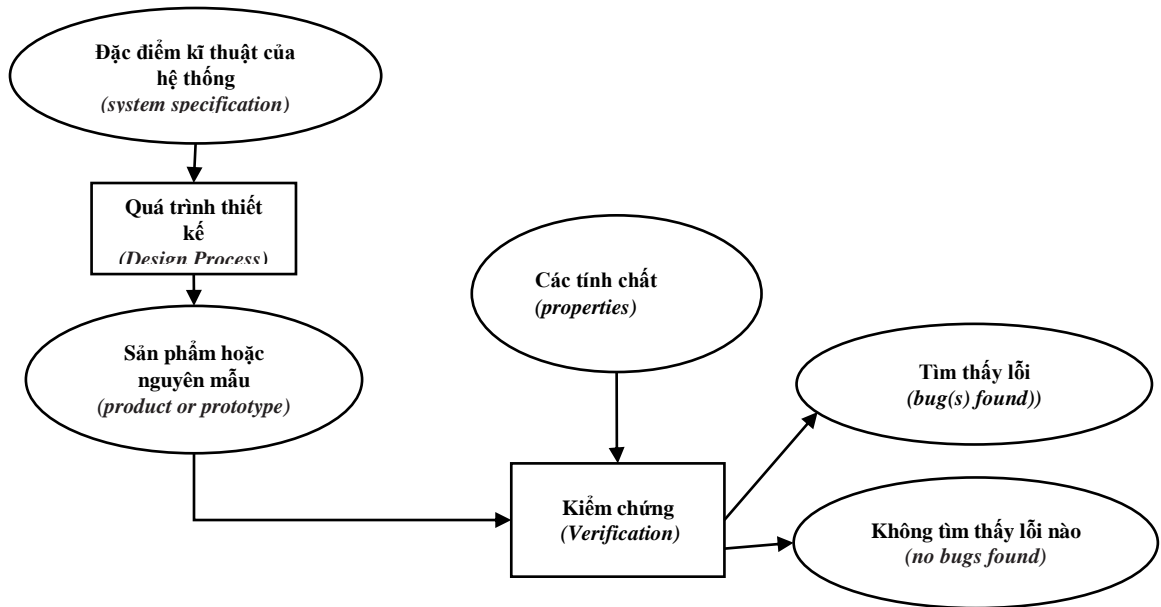 Đặc điểm kĩ thuật của
hệ thống
(system specification)
Quá trình thiết
kế
(Design Process)
Các tính chất
(properties)
Sản phẩm hoặc
nguyên mẫu
(product or prototype)
Tìm thấy lỗi
(bug(s) found))
Kiểm chứng
(Verification)
Không tìm thấy lỗi nào
(no bugs found)